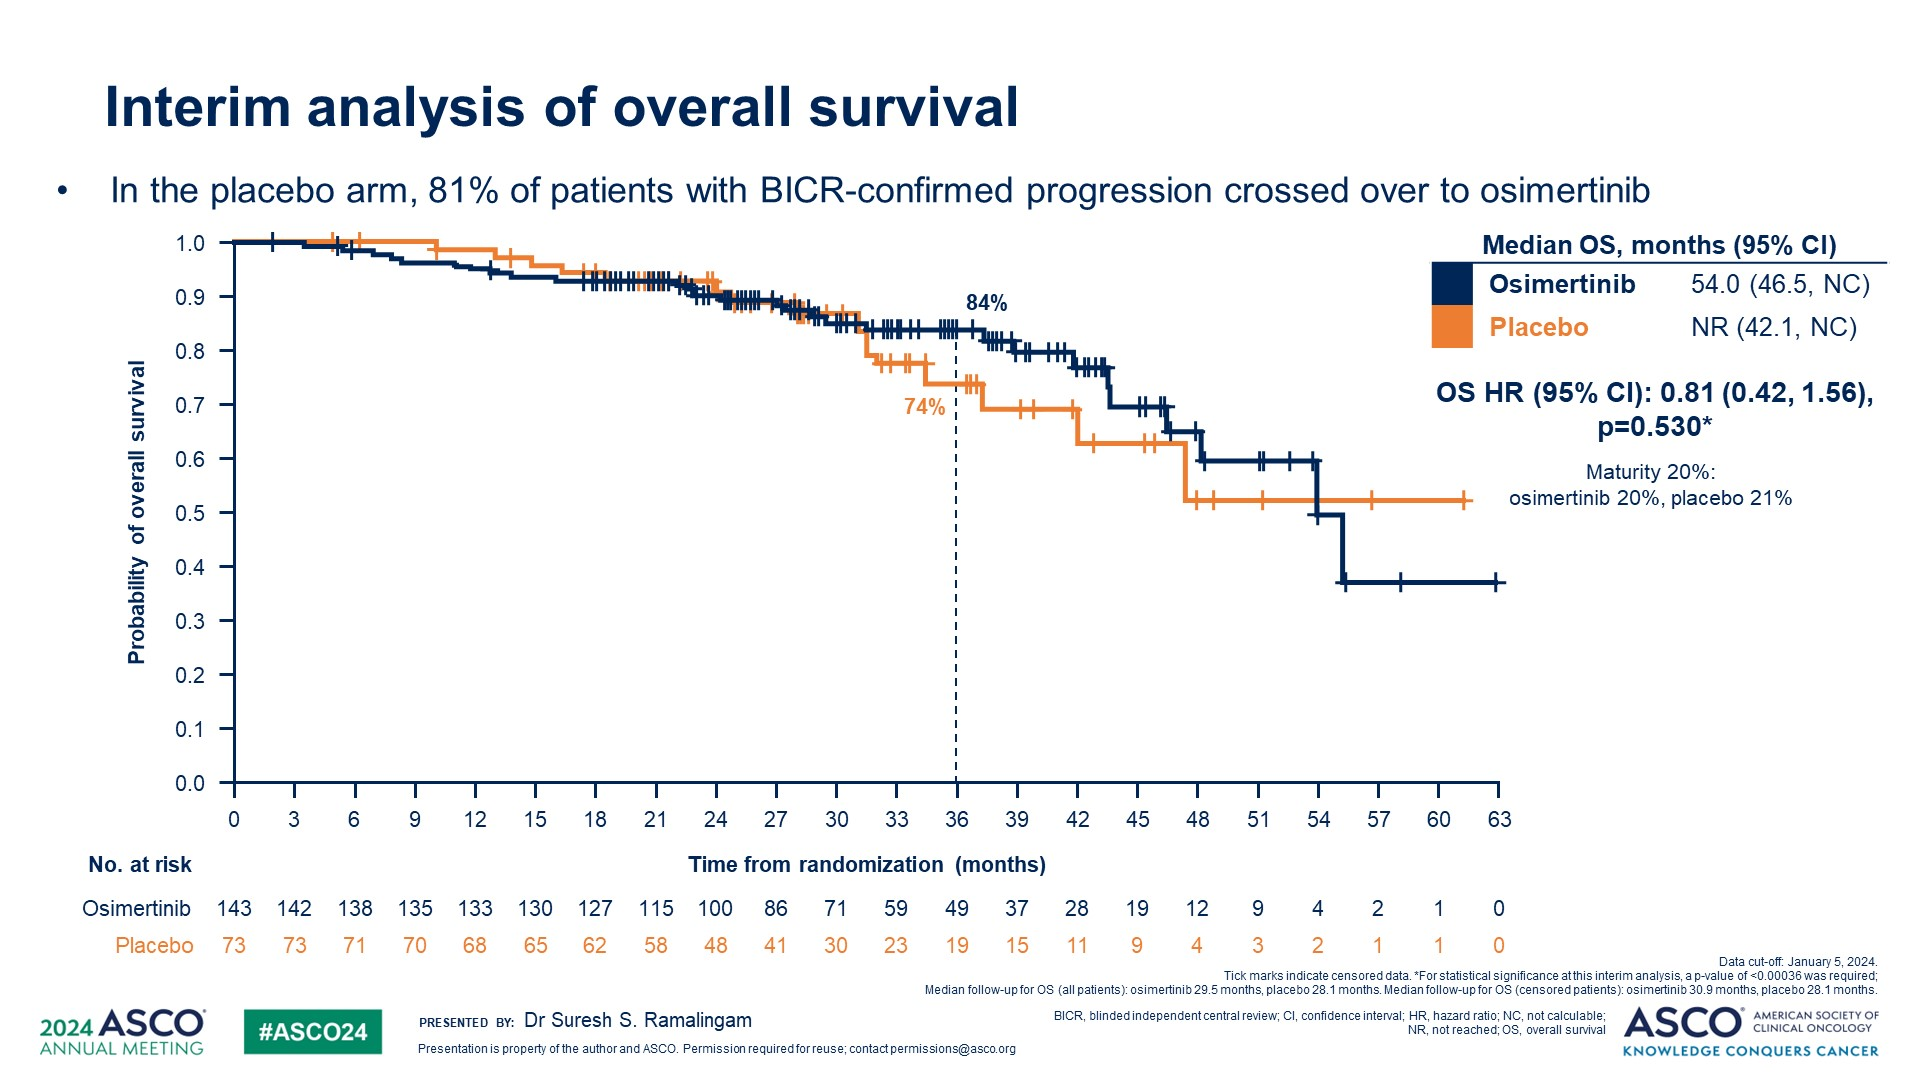 Interim analysis of overall survival
• In the placebo arm, 81% of patients with BICR-confirmed progression crossed over to osimertinib
Median OS, months (95% CI)
Osimertinib 54.0 (46.5, NC)
Placebo NR (42.1, NC)
OS HR (95% CI): 0.81 (0.42, 1.56),
p=0.530*
Maturity 20%:
osimertinib 20%, placebo 21%
Probability of overall survival
1.0
0.9
0.8
0.7
0.6
0.5
0.4
0.3
0.2
0.1
0.0
84%
74%
0 3 6 9 12 15 18 21 24 27 30 33 36 39 42 45 48 51 54 57 60 63
No. at risk Time from randomization (months)
Osimertinib 143 142 138 135 133 130 127 115 100 86 71 59 49 37 28 19 12 9 4 2 1 0
Placebo 73 73 71 70 68 65 62 58 48 41 30 23 19 15 11 9 4 3 2 1 1 0
Data cut-off: January 5, 2024.
Tick marks indicate censored data. *For statistical significance at this interim analysis, a p-value of <0.00036 was required;
Median follow-up for OS (all patients): osimertinib 29.5 months, placebo 28.1 months. Median follow-up for OS (censored patients): osimertinib 30.9 months, placebo 28.1 months.
BICR, blinded independent central review; CI, confidence interval; HR, hazard ratio; NC, not calculable;
NR, not reached; OS, overall survival
2024 ASCO®
ANNUAL MEETING
#ASCO24
PRESENTED BY: Dr Suresh S. Ramalingam
Presentation is property of the author and ASCO. Permission required for reuse; contact permissions@asco.org
ASCO® AMERICAN SOCIETY OF
CLINICAL ONCOLOGY
KNOWLEDGE CONQUERS CANCER